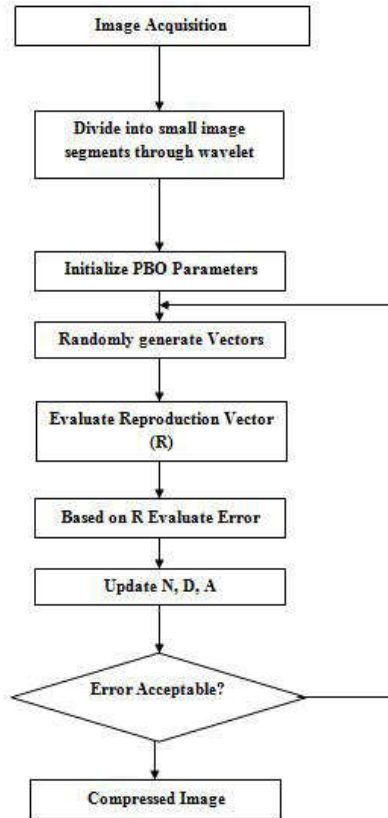 Image Acquisition
Divide into small image
segments through wavelet
Initialize PBO Parameters
Randomly generate Vectors
Evaluate Reproduction Vector
(R)
Based on R Evaluate Error
Update N, D, A
Error Acceptable?
Compressed Image